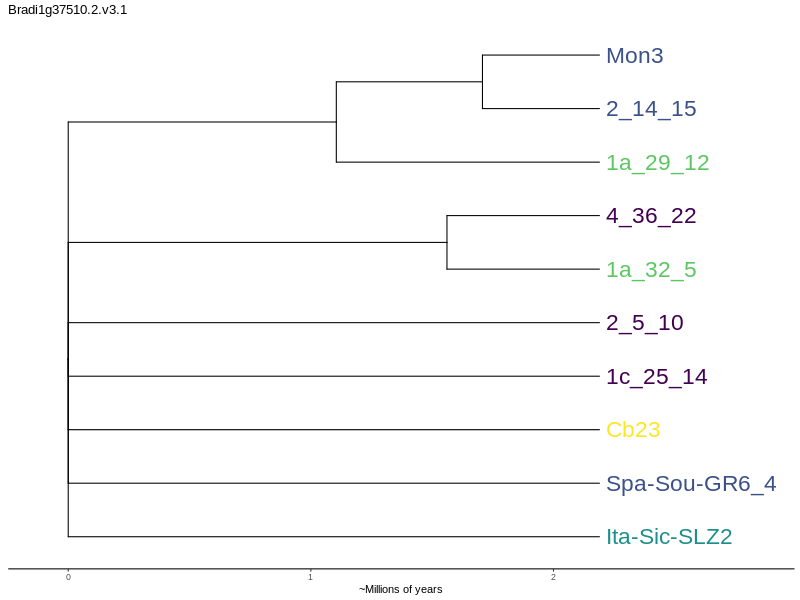 Bradi1g37510.2.v3.1
Mon3
2_14_15
1a_29_12
4_36_22
1a_32_5
2_5_10
1c_25_14
Cb23
Spa-Sou-GR6_4
Ita-Sic-SLZ2
0 1 2
~Millions of years